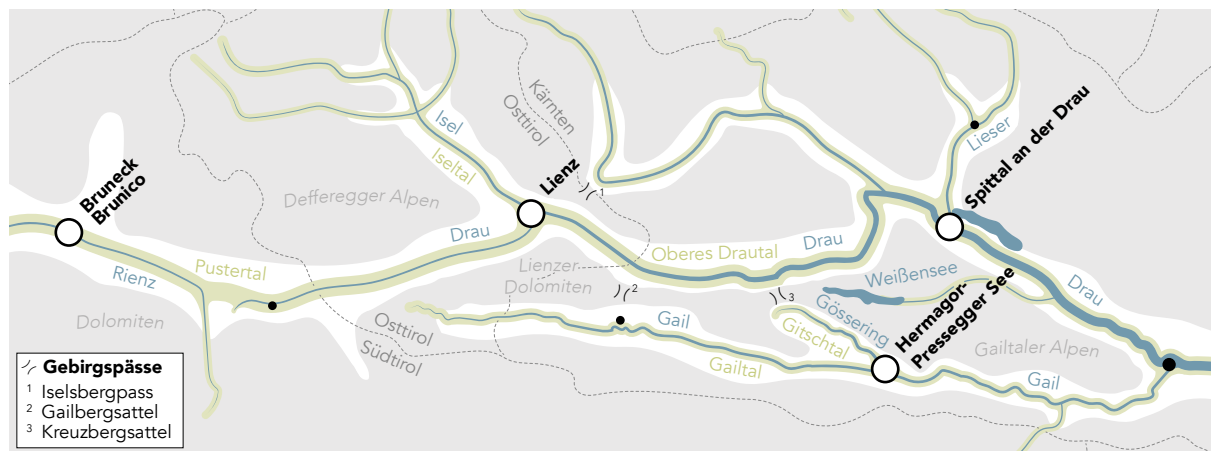 Kärnten
Osttirol
Isel
Iseltal
Lienz
Lieser
Spittal an der Drau
Bruneck
Brunico
Defferegger Alpen
1
Drau
Oberes Drautal
Drau
Pustertal
Rienz
Lienzer
Dolomiten
Weißensee
Drau
2
3
Dolomiten
Osttirol
Südtirol
Gail
Gössering
Gitschtal
Hermagor-
Pressegger See
Gailtaler Alpen
Gailtal
Gail
Gebirgspässe
1 Iselsbergpass
2 Gailbergsattel
3 Kreuzbergsattel